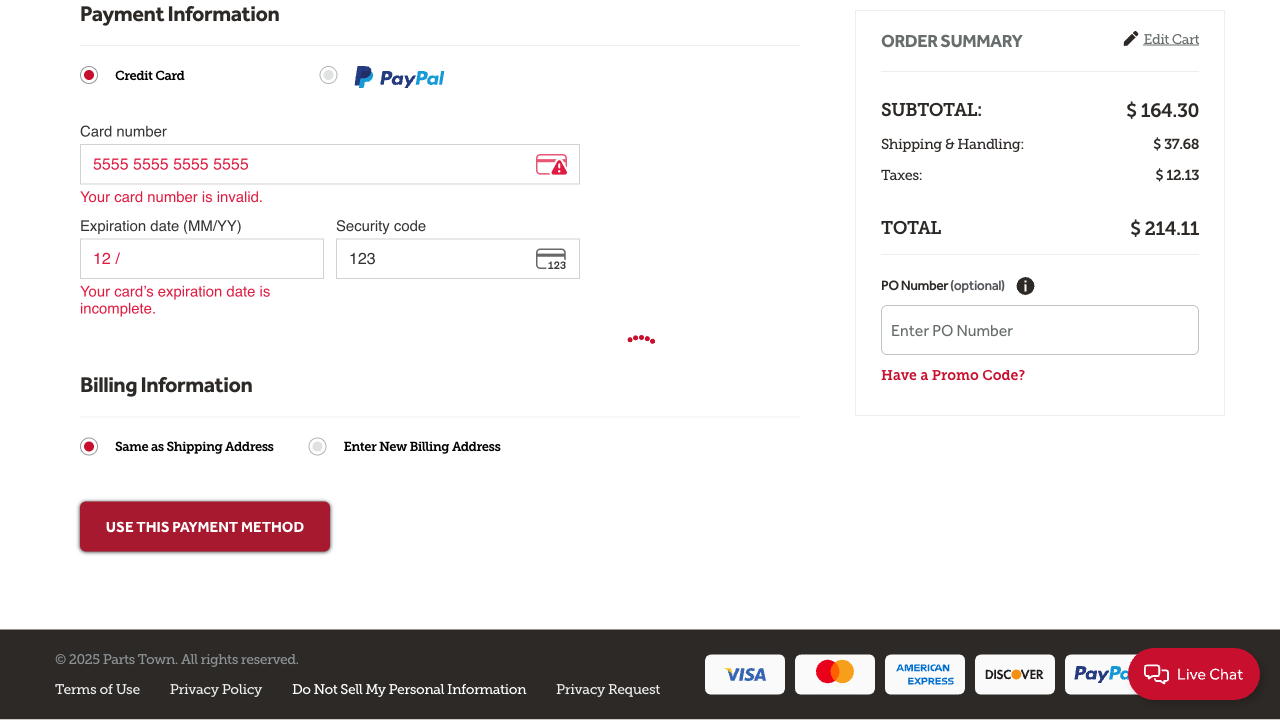 Payment Information
Credit Card
PayPal
Card number
5555 5555 5555 5555
Your card number is invalid.
Expiration date (MM/YY)
Security code
12 /
123
123
Your card's expiration date is
incomplete.
Billing Information
Same as Shipping Address
Enter New Billing Address
USE THIS PAYMENT METHOD
ORDER SUMMARY
Edit Cart
SUBTOTAL: $ 164.30
Shipping & Handling: $ 37.68
Taxes: $ 12.13
TOTAL $ 214.11
PO Number (optional)
Enter PO Number
Have a Promo Code?
© 2025 Parts Town. All rights reserved.
Terms of Use
Privacy Policy
Do Not Sell My Personal Information
Privacy Request
VISA
AMERICAN
EXPRESS
DISCOVER
PayPal
Live Chat